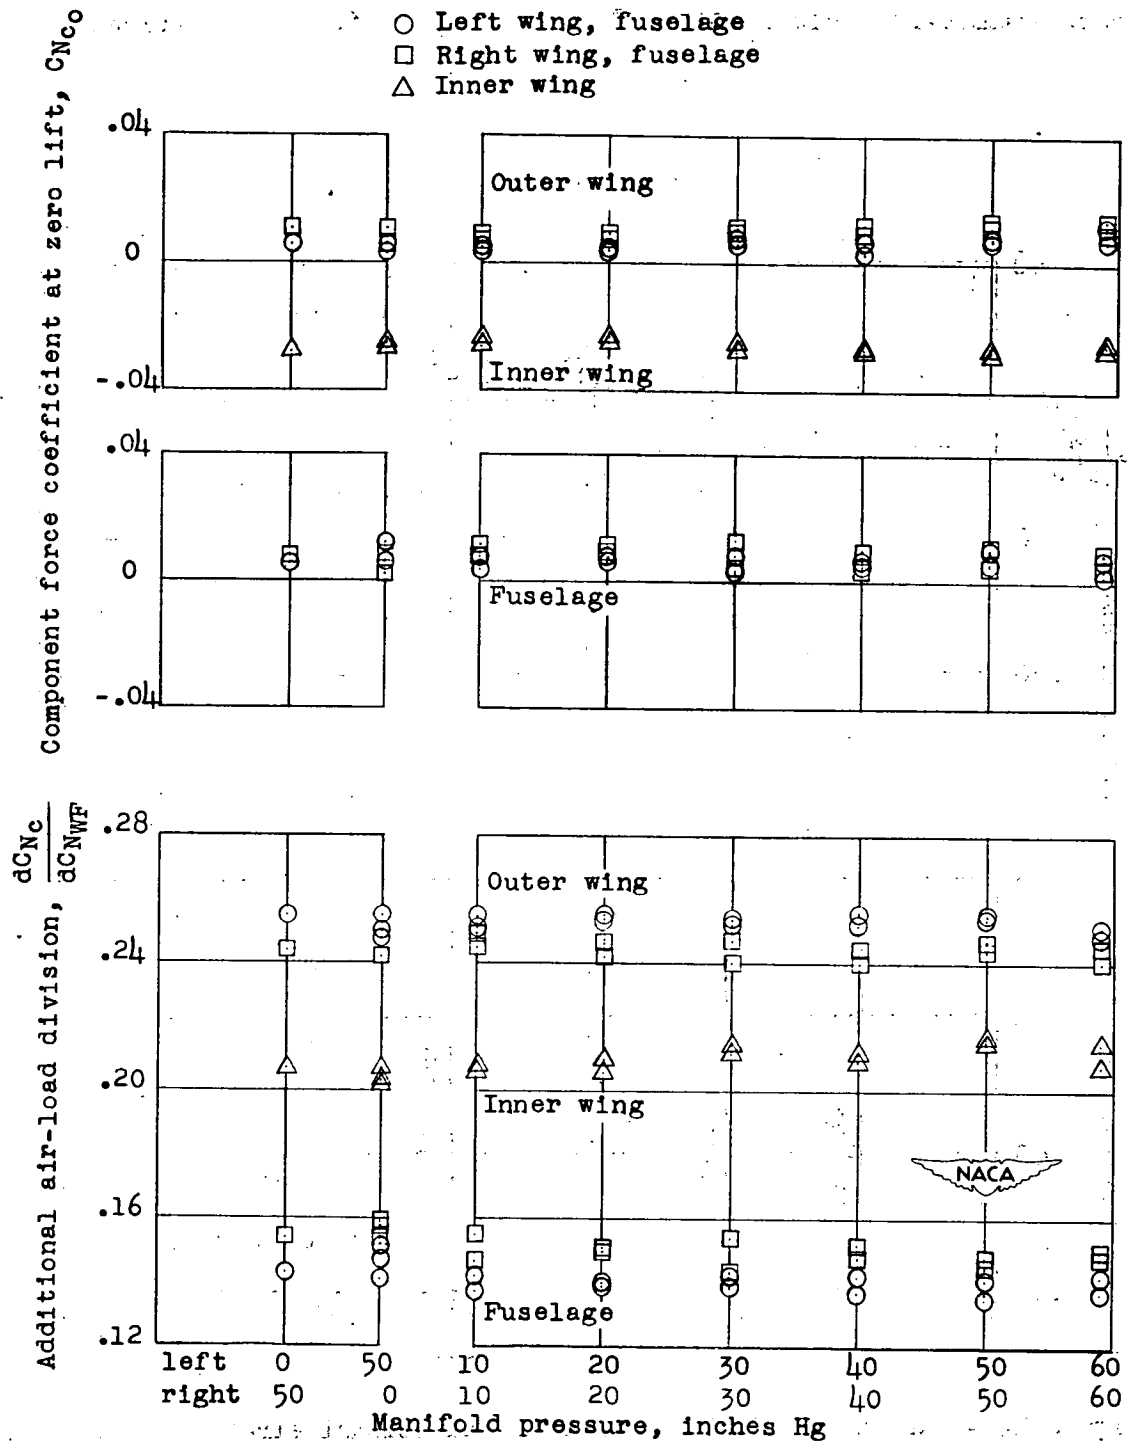 ○ Left wing, fuselage
□ Right wing, fuselage
△ Inner wing
Component force coefficient at zero lift, CNco
.04
0
-.04
Outer wing
Inner wing
.04
0
-.04
Fuselage
Additional air-load division, dCNc/dCNWF
.28
.24
.20
.16
.12
Outer wing
Inner wing
NACA
Fuselage
left 0 50 10 20 30 40 50 60
right 50 0 10 20 30 40 50 60
Manifold pressure, inches Hg